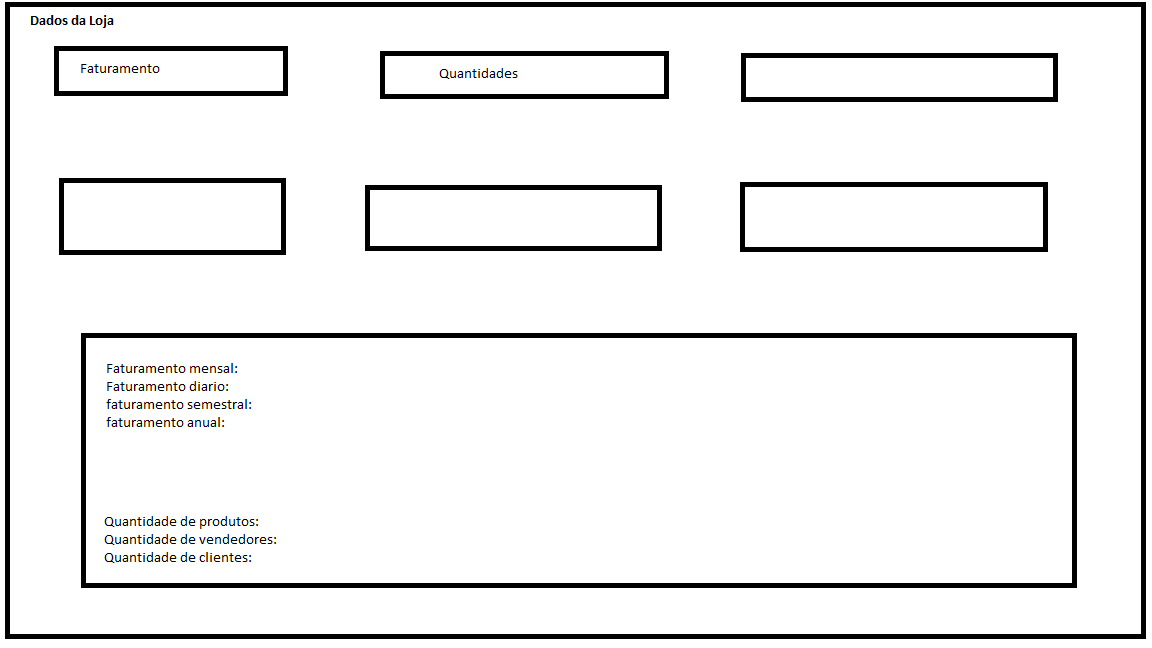 Dados da Loja
Faturamento
Quantidades
Faturamento mensal:
Faturamento diario:
faturamento semestral:
faturamento anual:
Quantidade de produtos:
Quantidade de vendedores:
Quantidade de clientes: